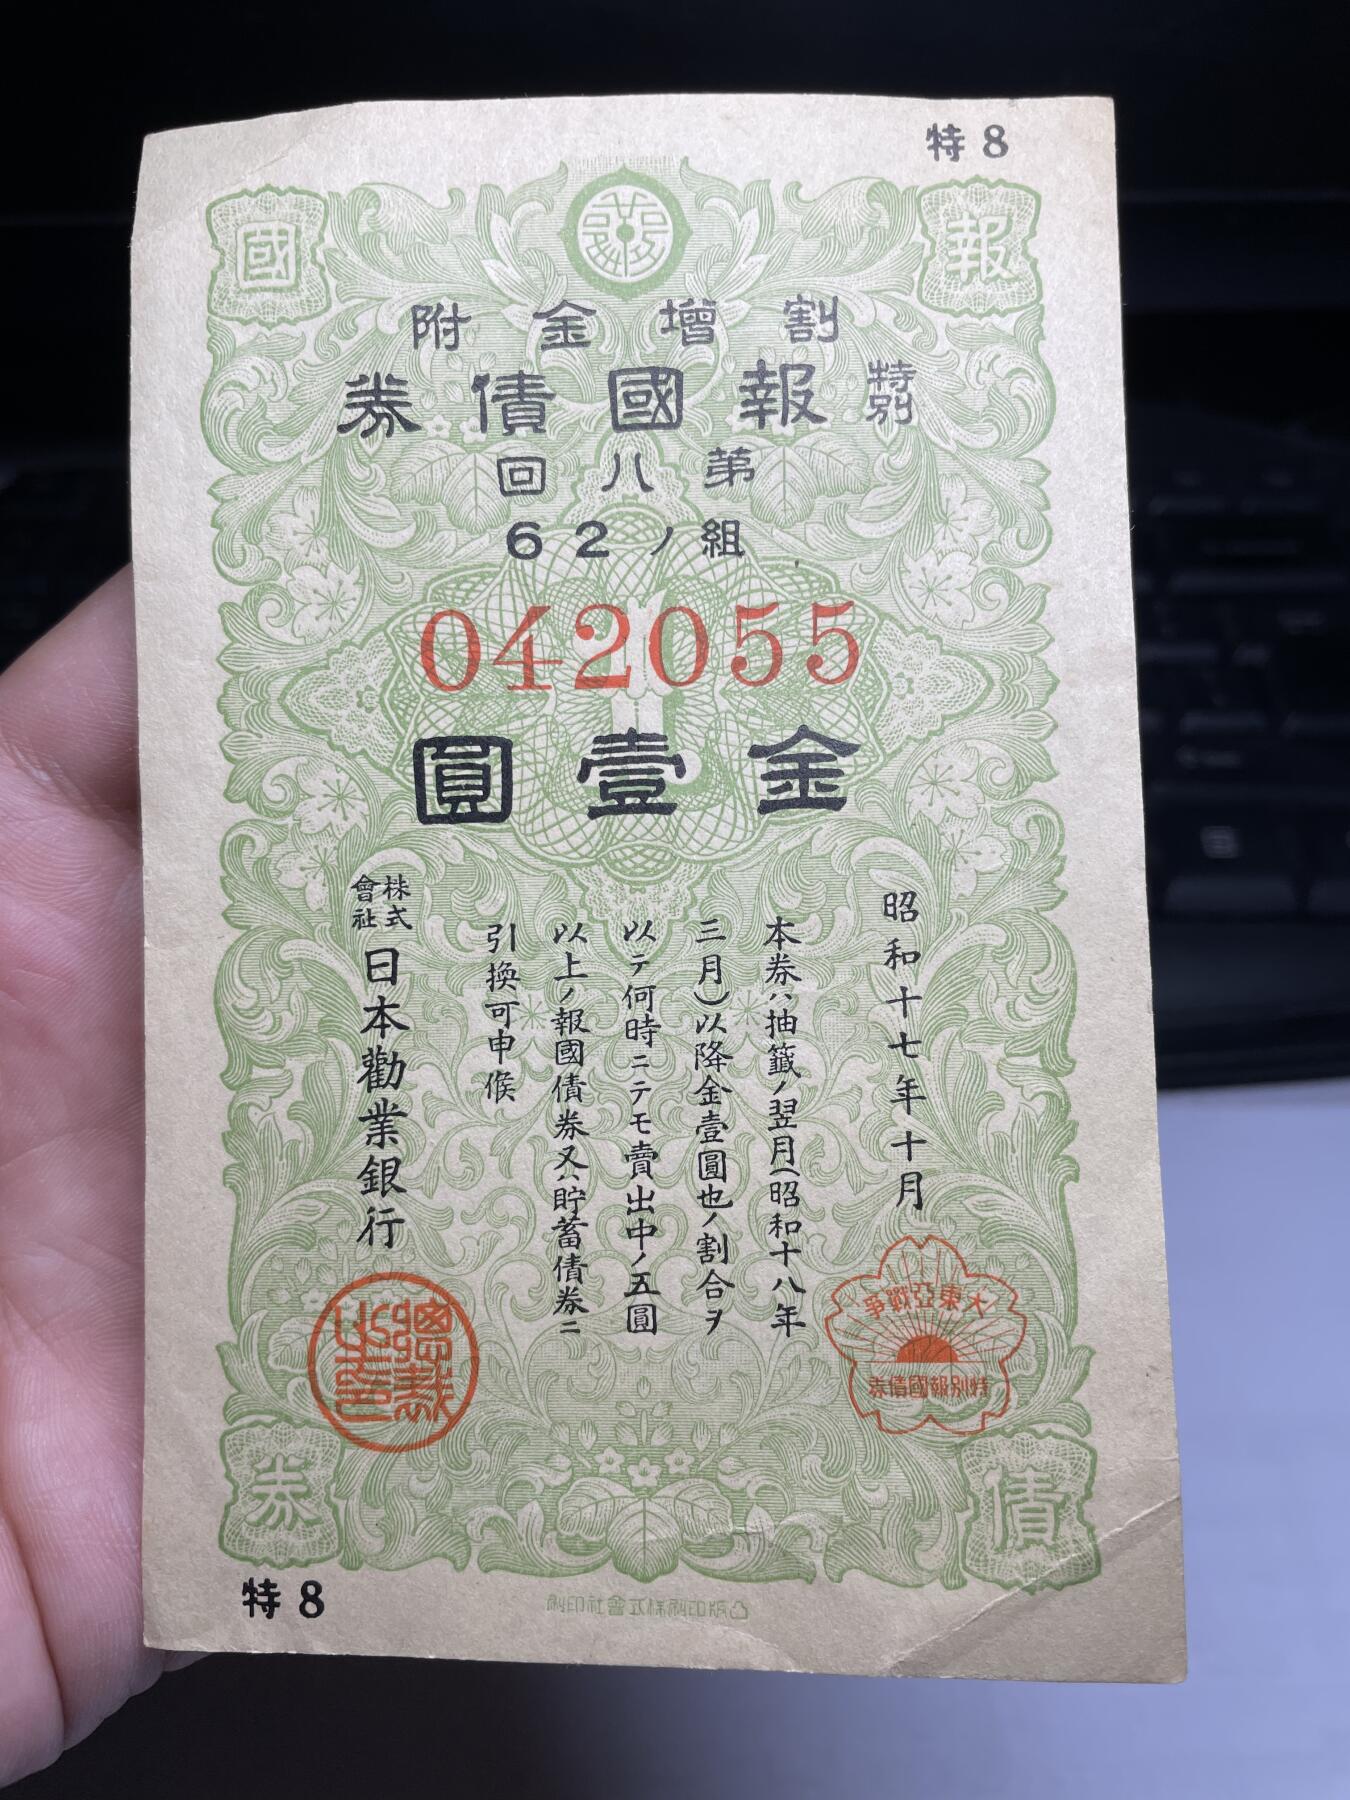 特8
報國
割增金附
特別報國債券
第八回
62ノ組
042055
金壹圓
昭和十七年十月
本券ハ抽籤ノ翌月(昭和十八年
三月)以降金壹圓也ノ割合ヲ
以テ何時ニテモ賣出中ノ五圓
以上ノ報國債券又ハ貯蓄債券ニ
引換可申候
株式會社日本勸業銀行
大東亞戰爭
特別報國債券
總裁之印
債券
特8
凸版印刷株式會社印刷